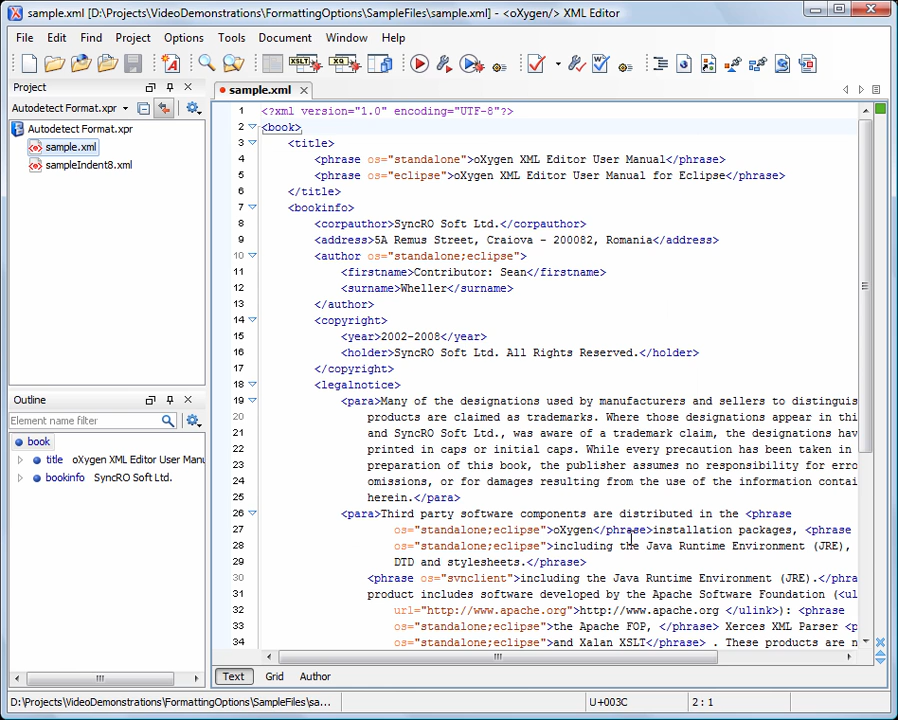 sample.xml [D:\Projects\VideoDemonstrations\FormattingOptions\SampleFiles\sample.xml] - <oXygen/> XML Editor
File Edit Find Project Options Tools Document Window Help
XSLT XQ
Project
Autodetect Format.xpr
Autodetect Format.xpr
sample.xml
sampleIndent8.xml
Outline
Element name filter
book
title oXygen XML Editor User Manu
bookinfo SyncRO Soft Ltd.
sample.xml
1 <?xml version="1.0" encoding="UTF-8"?>
2 <book>
3 <title>
4 <phrase os="standalone">oXygen XML Editor User Manual</phrase>
5 <phrase os="eclipse">oXygen XML Editor User Manual for Eclipse</phrase>
6 </title>
7 <bookinfo>
8 <corpauthor>SyncRO Soft Ltd.</corpauthor>
9 <address>5A Remus Street, Craiova - 200082, Romania</address>
10 <author os="standalone;eclipse">
11 <firstname>Contributor: Sean</firstname>
12 <surname>Wheller</surname>
13 </author>
14 <copyright>
15 <year>2002-2008</year>
16 <holder>SyncRO Soft Ltd. All Rights Reserved.</holder>
17 </copyright>
18 <legalnotice>
19 <para>Many of the designations used by manufacturers and sellers to distinguis
20 products are claimed as trademarks. Where those designations appear in thi
21 and SyncRO Soft Ltd., was aware of a trademark claim, the designations hav
22 printed in caps or initial caps. While every precaution has been taken in
23 preparation of this book, the publisher assumes no responsibility for erro
24 omissions, or for damages resulting from the use of the information contai
25 herein.</para>
26 <para>Third party software components are distributed in the <phrase
27 os="standalone;eclipse">oXygen</phrase>installation packages, <phrase
28 os="standalone;eclipse">including the Java Runtime Environment (JRE),
29 DTD and stylesheets.</phrase>
30 <phrase os="svnclient">including the Java Runtime Environment (JRE).</phra
31 product includes software developed by the Apache Software Foundation (<ul
32 url="http://www.apache.org">http://www.apache.org </ulink>): <phrase
33 os="standalone;eclipse">the Apache FOP, </phrase> Xerces XML Parser <p
34 os="standalone;eclipse">and Xalan XSLT</phrase> . These products are n
Text Grid Author
D:\Projects\VideoDemonstrations\FormattingOptions\SampleFiles\sa... U+003C 2 : 1